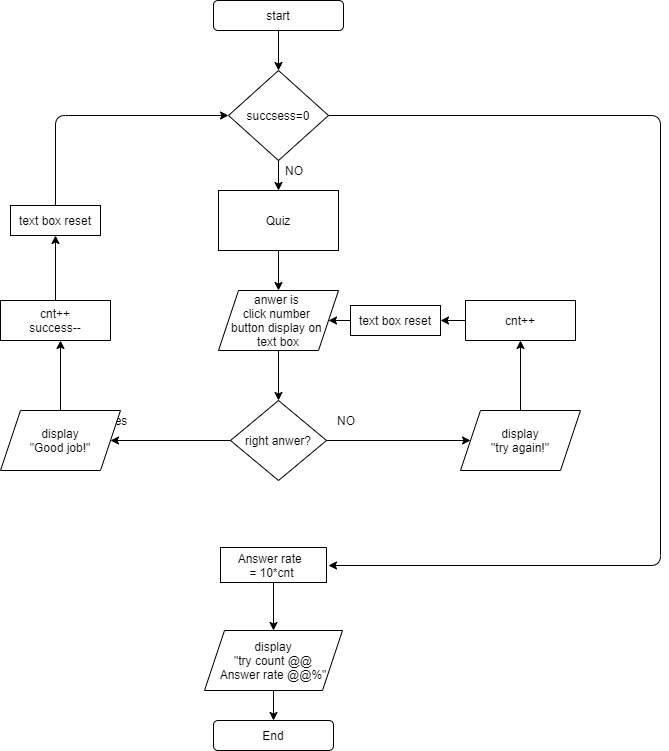 start
succsess=0
NO
Quiz
text box reset
anwer is
click number
button display on
text box
text box reset
cnt++
cnt++
success--
right anwer?
NO
es
display
"Good job!"
display
"try again!"
Answer rate
= 10*cnt
display
"try count @@
Answer rate @@%"
End